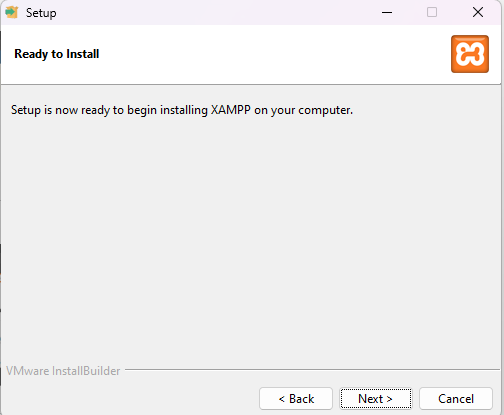 Setup
Ready to Install
Setup is now ready to begin installing XAMPP on your computer.
VMware InstallBuilder
< Back
Next >
Cancel